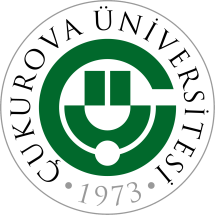 ÇUKUROVA ÜNİVERSİTESİ
• 1973 •